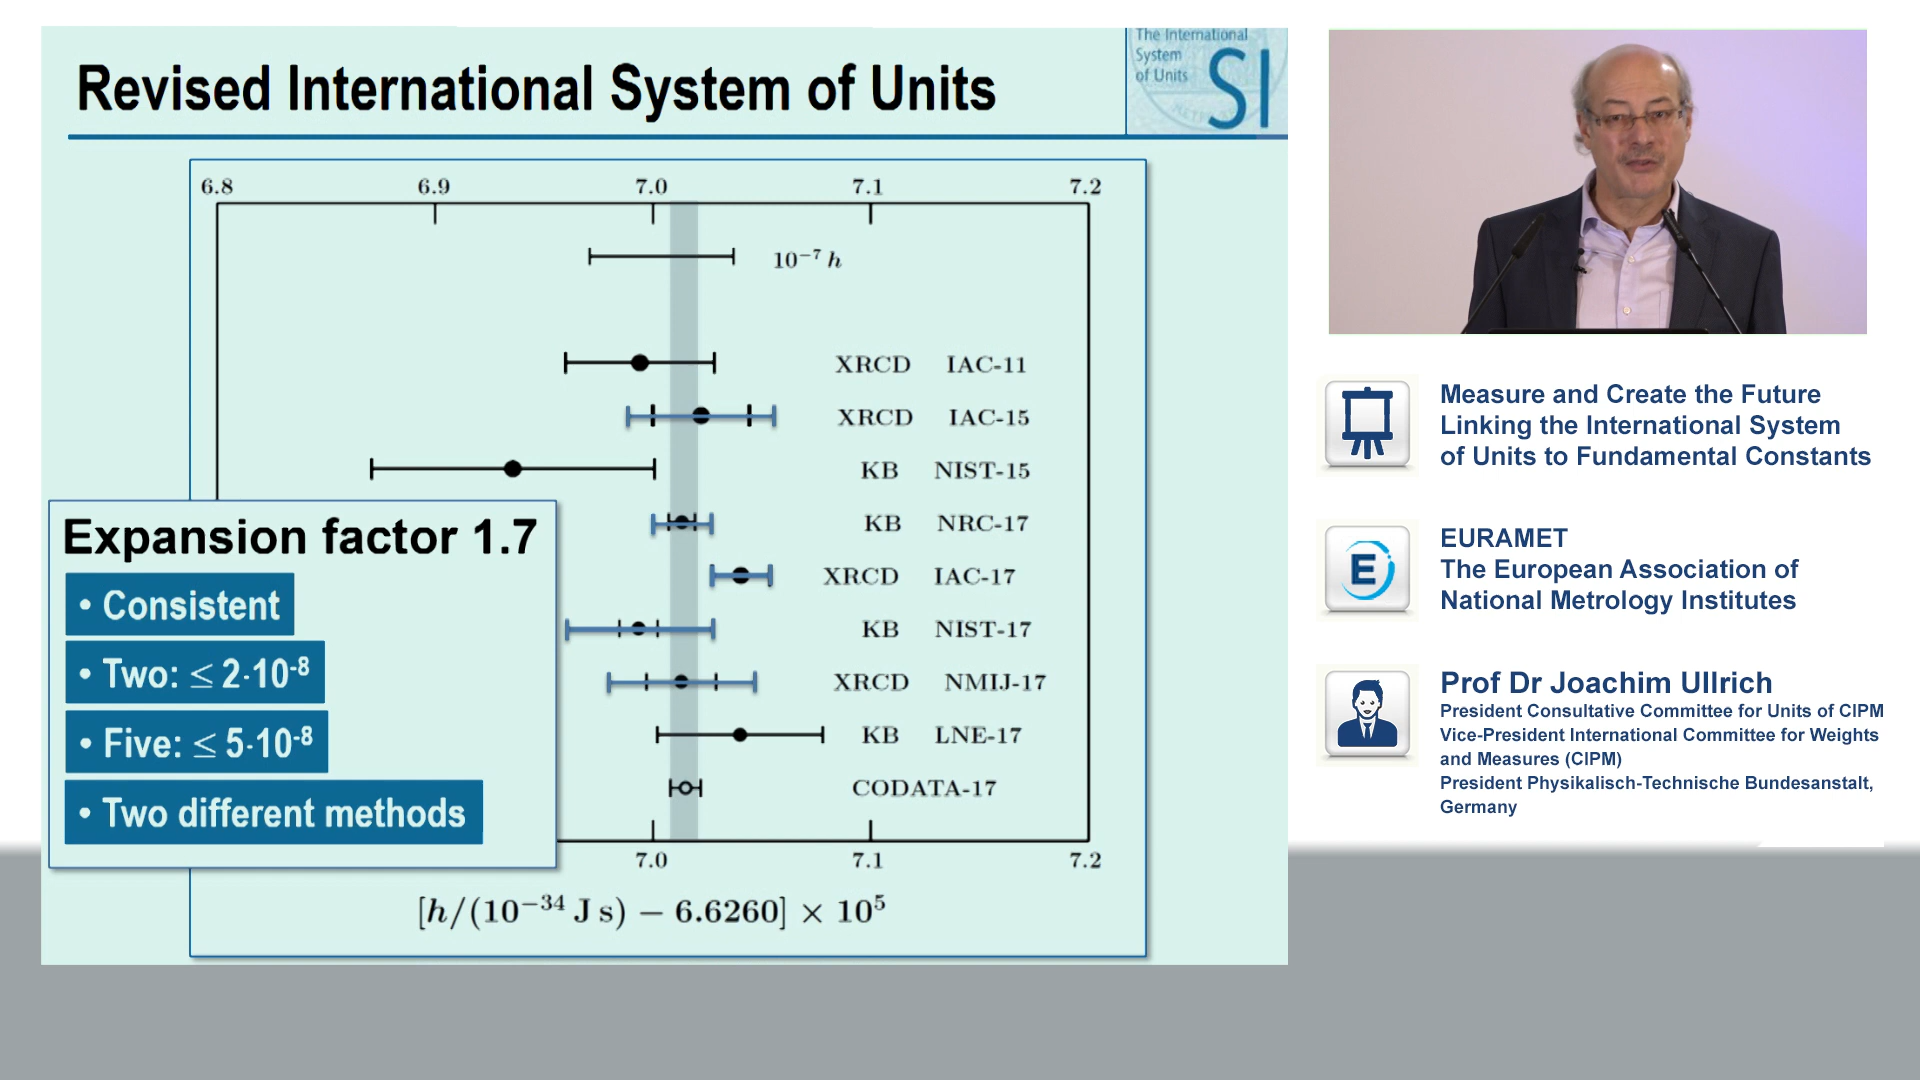 Revised International System of Units
The International
System
of Units
SI
6.8 6.9 7.0 7.1 7.2
10⁻⁷ h
XRCD IAC-11
XRCD IAC-15
KB NIST-15
KB NRC-17
XRCD IAC-17
KB NIST-17
XRCD NMIJ-17
KB LNE-17
CODATA-17
7.0 7.1 7.2
[h/(10⁻³⁴ J s) − 6.6260] × 10⁵
Expansion factor 1.7
• Consistent
• Two: ≤ 2·10⁻⁸
• Five: ≤ 5·10⁻⁸
• Two different methods
Measure and Create the Future
Linking the International System
of Units to Fundamental Constants
E
EURAMET
The European Association of
National Metrology Institutes
Prof Dr Joachim Ullrich
President Consultative Committee for Units of CIPM
Vice-President International Committee for Weights
and Measures (CIPM)
President Physikalisch-Technische Bundesanstalt,
Germany